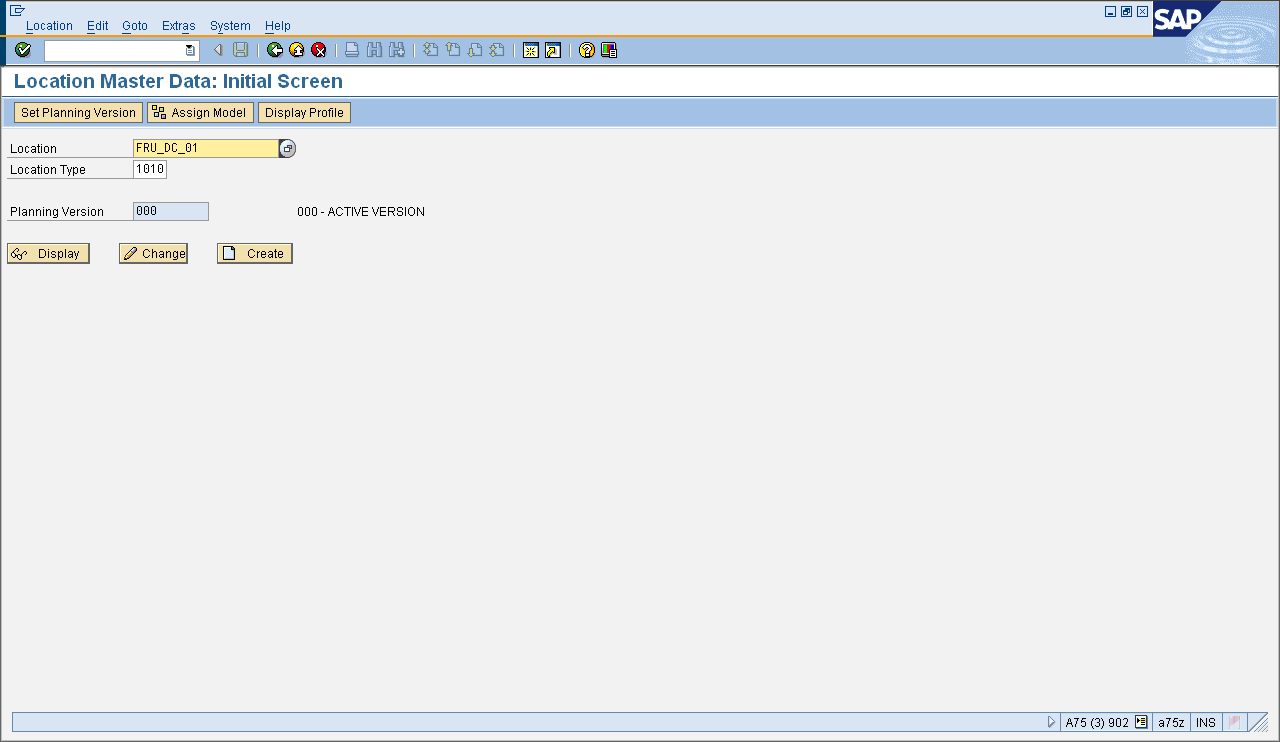 Location Edit Goto Extras System Help
SAP
Location Master Data: Initial Screen
Set Planning Version Assign Model Display Profile
Location FRU_DC_01
Location Type 1010
Planning Version 000 000 - ACTIVE VERSION
Display Change Create
A75 (3) 902 a75z INS